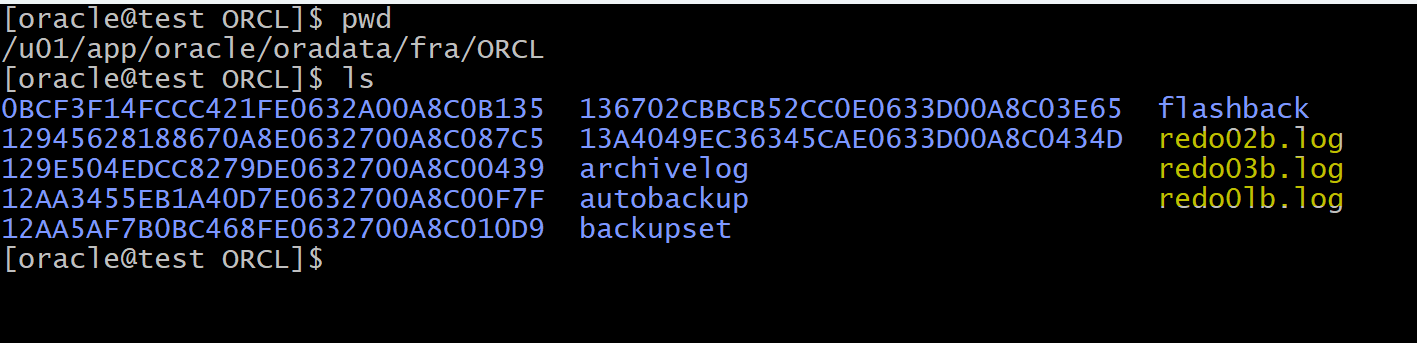 [oracle@test ORCL]$ pwd
/u01/app/oracle/oradata/fra/ORCL
[oracle@test ORCL]$ ls
0BCF3F14FCCC421FE0632A00A8C0B135  136702CBBCB52CC0E0633D00A8C03E65  flashback
12945628188670A8E0632700A8C087C5  13A4049EC36345CAE0633D00A8C0434D  redo02b.log
129E504EDCC8279DE0632700A8C00439  archivelog                        redo03b.log
12AA3455EB1A40D7E0632700A8C00F7F  autobackup                        redo0lb.log
12AA5AF7B0BC468FE0632700A8C010D9  backupset
[oracle@test ORCL]$